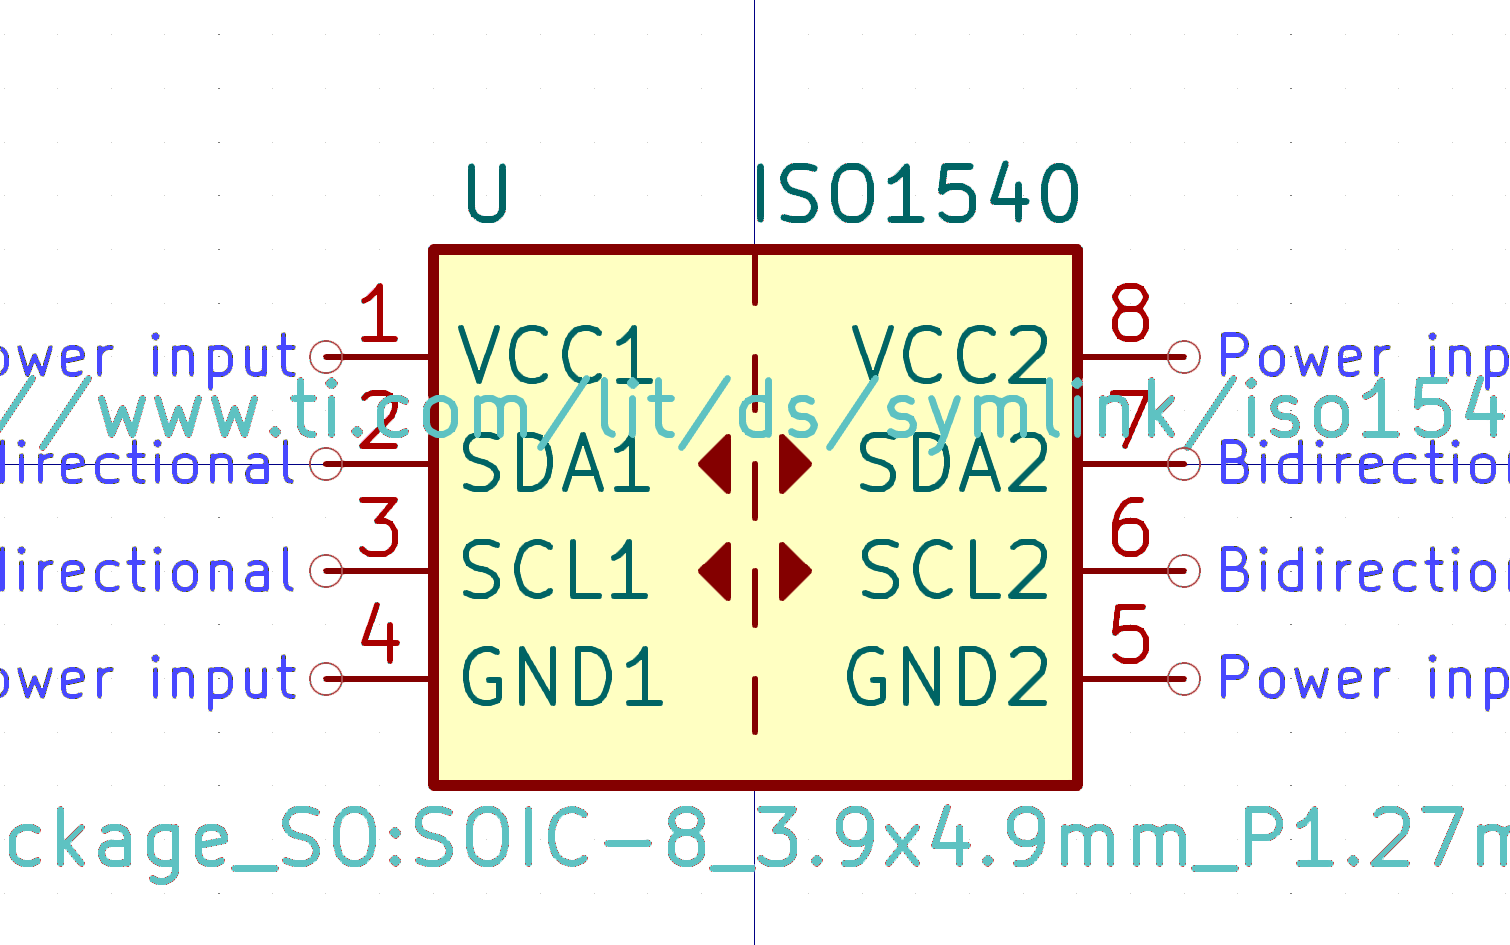 U ISO1540
1 8
ower input VCC1 VCC2 Power inp
//www.ti.com/lit/ds/symlink/iso154
2 7
directional SDA1 SDA2 Bidirectio
3 6
directional SCL1 SCL2 Bidirectio
4 5
ower input GND1 GND2 Power inp
ckage_SO:SOIC-8_3.9x4.9mm_P1.27m